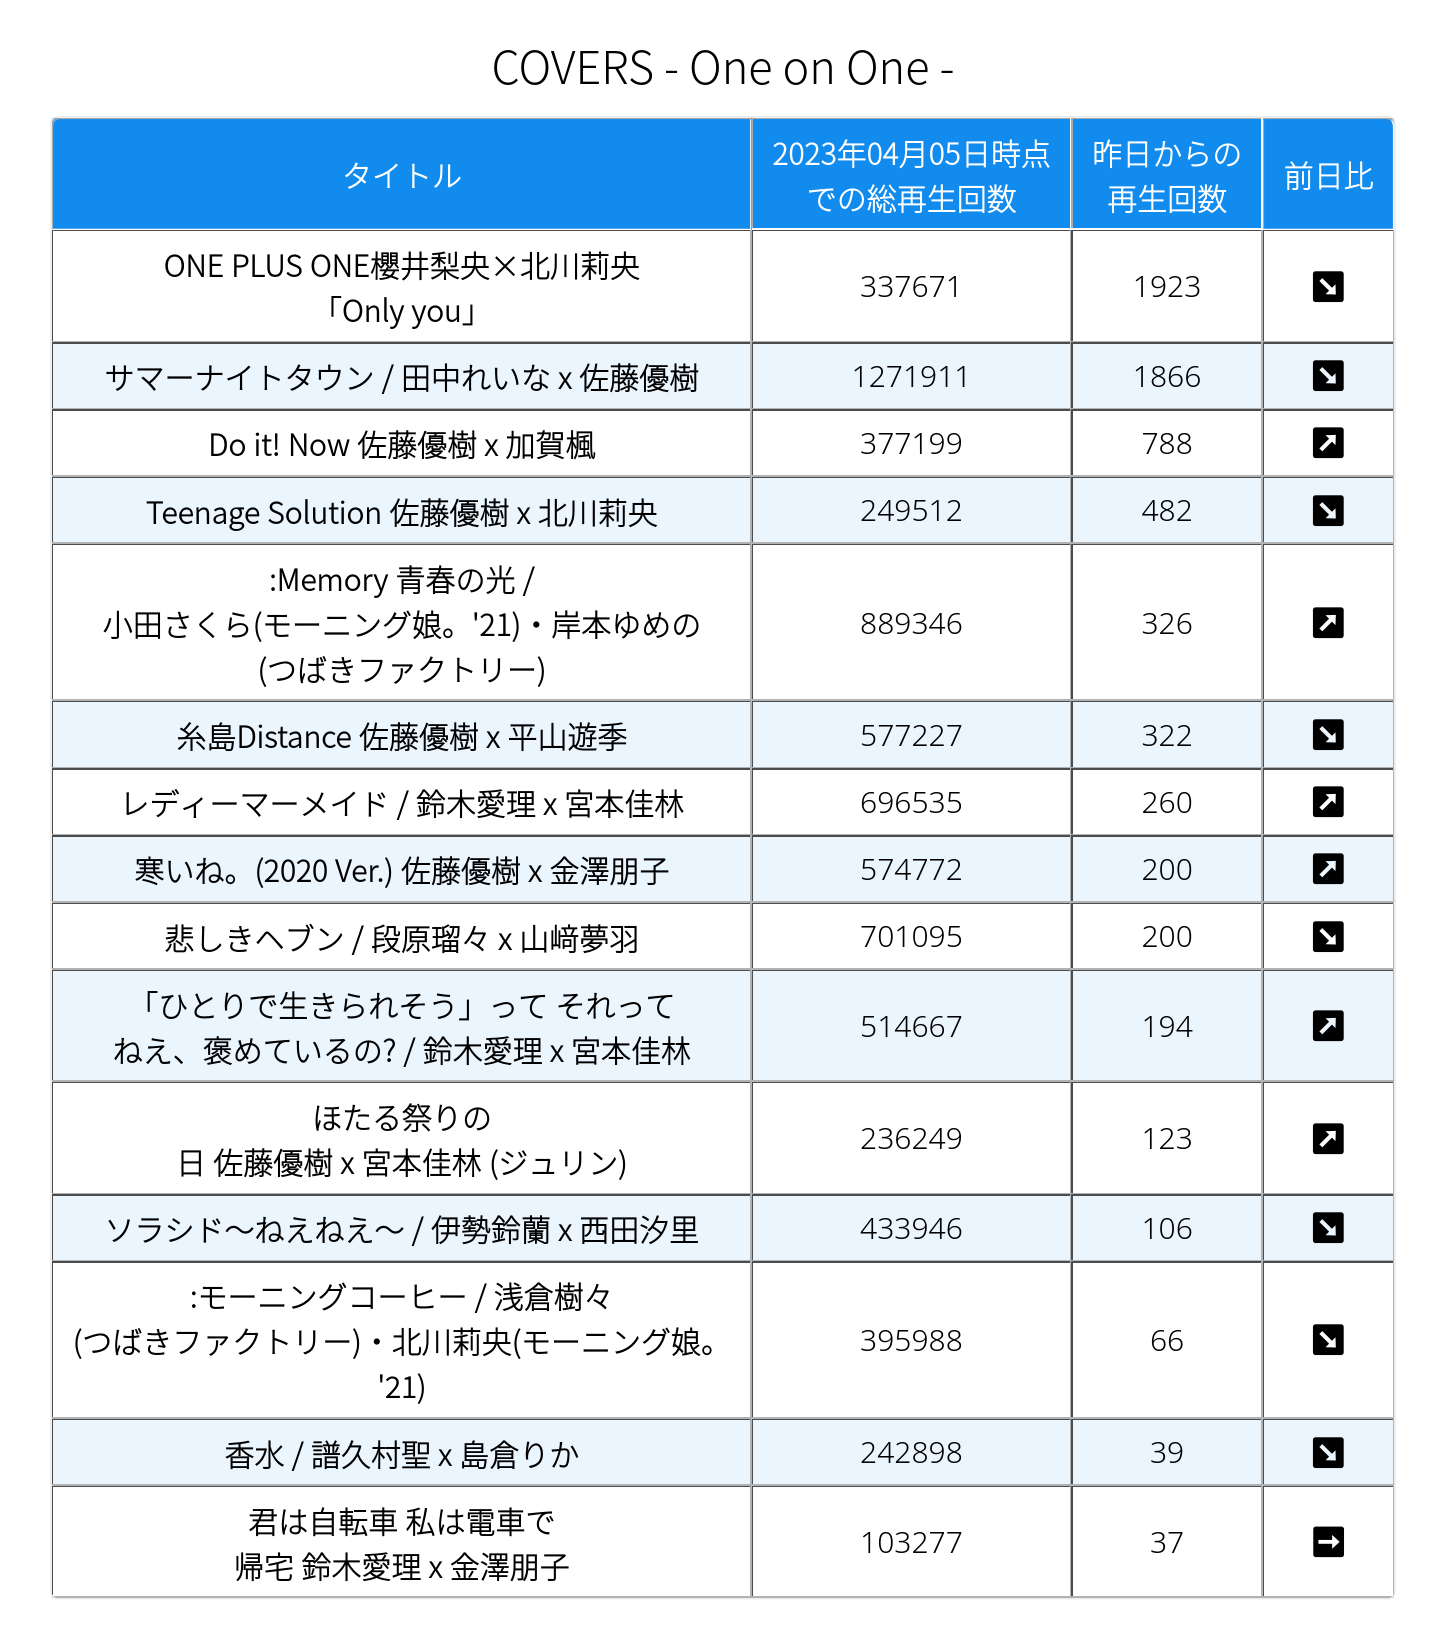 COVERS - One on One -
タイトル
2023年04月05日時点
での総再生回数
昨日からの
再生回数
前日比
ONE PLUS ONE櫻井梨央×北川莉央
「Only you」
337671
1923
サマーナイトタウン / 田中れいな x 佐藤優樹
1271911
1866
Do it! Now 佐藤優樹 x 加賀楓
377199
788
Teenage Solution 佐藤優樹 x 北川莉央
249512
482
:Memory 青春の光 /
小田さくら(モーニング娘。'21)・岸本ゆめの
(つばきファクトリー)
889346
326
糸島Distance 佐藤優樹 x 平山遊季
577227
322
レディーマーメイド / 鈴木愛理 x 宮本佳林
696535
260
寒いね。(2020 Ver.) 佐藤優樹 x 金澤朋子
574772
200
悲しきヘブン / 段原瑠々 x 山﨑夢羽
701095
200
「ひとりで生きられそう」って それって
ねえ、褒めているの? / 鈴木愛理 x 宮本佳林
514667
194
ほたる祭りの
日 佐藤優樹 x 宮本佳林 (ジュリン)
236249
123
ソラシド～ねえねえ～ / 伊勢鈴蘭 x 西田汐里
433946
106
:モーニングコーヒー / 浅倉樹々
(つばきファクトリー)・北川莉央(モーニング娘。
'21)
395988
66
香水 / 譜久村聖 x 島倉りか
242898
39
君は自転車 私は電車で
帰宅 鈴木愛理 x 金澤朋子
103277
37